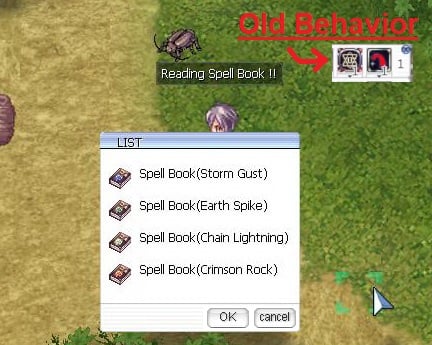 Old Behavior
Reading Spell Book !!
1
1
LIST
Spell Book(Storm Gust)
Spell Book(Earth Spike)
Spell Book(Chain Lightning)
Spell Book(Crimson Rock)
OK
cancel